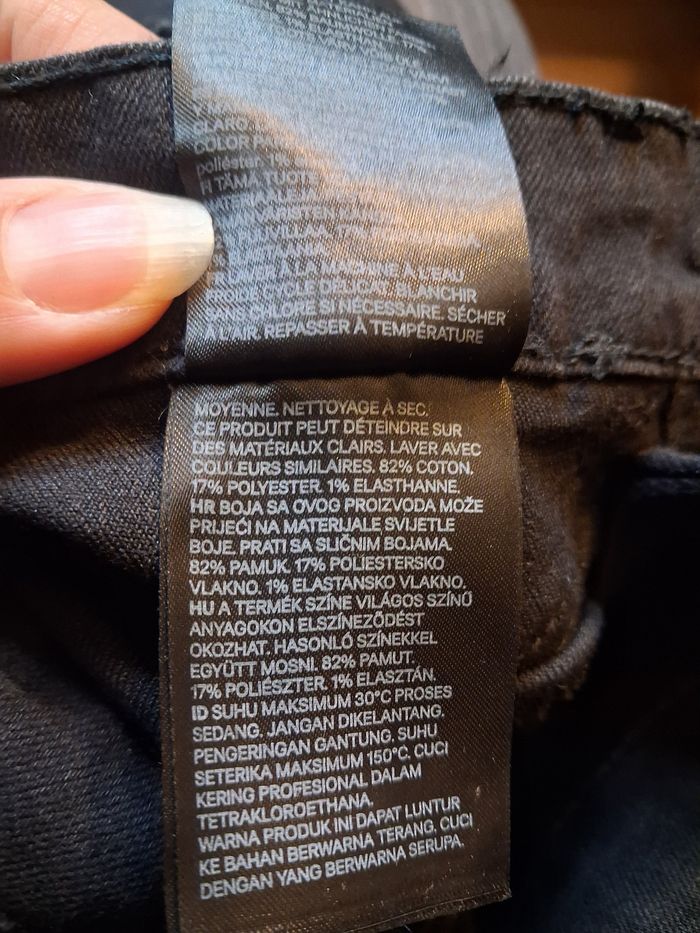 COLOR
poliéster. 1%
FI TÄMÄ TUOTE
À LA MACHINE À L'EAU
FROIDE, CYCLE DÉLICAT. BLANCHIR
SANS CHLORE SI NÉCESSAIRE. SÉCHER
À L'AIR. REPASSER À TEMPÉRATURE
MOYENNE. NETTOYAGE À SEC.
CE PRODUIT PEUT DÉTEINDRE SUR
DES MATÉRIAUX CLAIRS. LAVER AVEC
COULEURS SIMILAIRES. 82% COTON.
17% POLYESTER. 1% ELASTHANNE.
HR BOJA SA OVOG PROIZVODA MOŽE
PRIJEĆI NA MATERIJALE SVIJETLE
BOJE. PRATI SA SLIČNIM BOJAMA.
82% PAMUK. 17% POLIESTERSKO
VLAKNO. 1% ELASTANSKO VLAKNO.
HU A TERMÉK SZÍNE VILÁGOS SZÍNŰ
ANYAGOKON ELSZÍNEZŐDÉST
OKOZHAT. HASONLÓ SZÍNEKKEL
EGYÜTT MOSNI. 82% PAMUT.
17% POLIÉSZTER. 1% ELASZTÁN.
ID SUHU MAKSIMUM 30°C PROSES
SEDANG. JANGAN DIKELANTANG.
PENGERINGAN GANTUNG. SUHU
SETERIKA MAKSIMUM 150°C. CUCI
KERING PROFESIONAL DALAM
TETRAKLOROETHANA.
WARNA PRODUK INI DAPAT LUNTUR
KE BAHAN BERWARNA TERANG. CUCI
DENGAN YANG BERWARNA SERUPA.